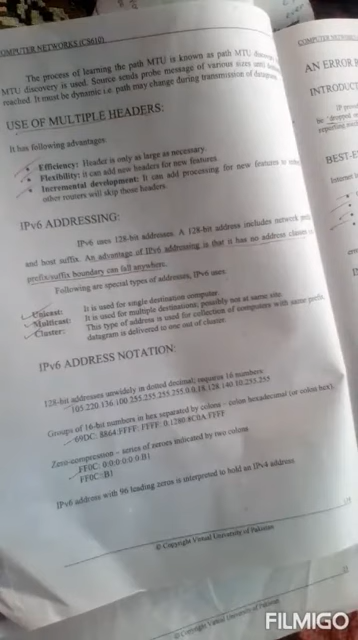 COMPUTER NETWORKS (CS610)
The process of learning the path MTU is known as path MTU
MTU discovery is used. Source sends probe message of various sizes until
reached. It must be dynamic i.e. path may change during transmission of
USE OF MULTIPLE HEADERS:
It has following advantages.
Efficiency: Header is only as large as necessary.
Flexibility: it can add new headers for new features.
Incremental development: It can add processing for new features to
other routers will skip those headers.
IPv6 ADDRESSING:
IPv6 uses 128-bit addresses. A 128-bit address includes network
and host suffix. An advantage of IPv6 addressing is that it has no address classes
prefix/suffix boundary can fall anywhere.
Following are special types of addresses, IPv6 uses:
Unicast: It is used for single destination computer.
Multicast: It is used for multiple destinations; possibly not at same site.
Cluster: This type of address is used for collection of computers with same prefix,
datagram is delivered to one out of cluster.
IPv6 ADDRESS NOTATION:
128-bit addresses unwieldy in dotted decimal; requires 16 numbers:
105.220.136.100.255.255.255.255.0.0.18.128.140.10.255.255
Groups of 16-bit numbers in hex separated by colons – colon hexadecimal (or colon hex).
69DC: 8864:FFFF: FFFF: 0:1280:8C0A:FFFF
Zero-compression – series of zeroes indicated by two colons
FF0C: 0:0:0:0:0:0:B1
FF0C::B1
IPv6 address with 96 leading zeros is interpreted to hold an IPv4 address.
© Copyright Virtual University of Pakistan
© Copyright Virtual University of Pakistan
COMPUTER
AN ERROR
INTRODUCT
IP
be "dropped
reporting
BEST-E
Internet
FILMIGO